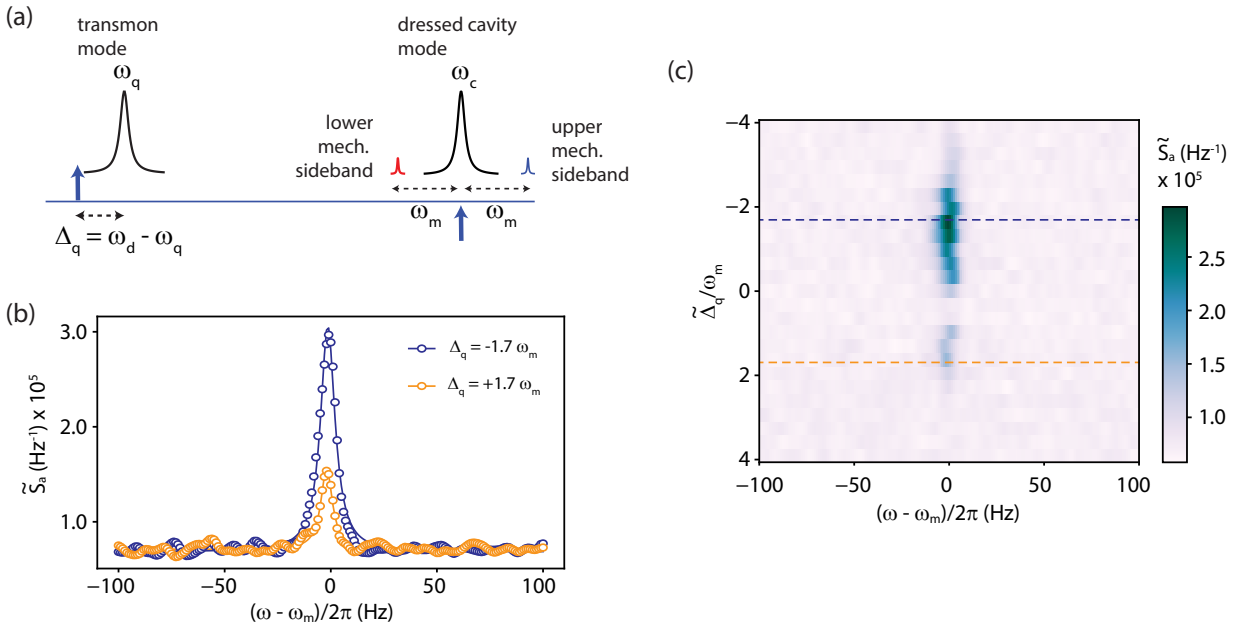 (a)
transmon
mode
ω_q
dressed cavity
mode
ω_c
lower
mech.
sideband
upper
mech.
sideband
ω_m
ω_m
Δ_q = ω_d - ω_q
(b)
3.0
2.0
1.0
S̃_a (Hz⁻¹) x 10⁵
Δ_q = -1.7 ω_m
Δ_q = +1.7 ω_m
−100
−50
0
50
100
(ω - ω_m)/2π (Hz)
(c)
−4
−2
0
2
4
Δ̃_q/ω_m
−100
−50
0
50
100
(ω - ω_m)/2π (Hz)
S̃_a (Hz⁻¹)
x 10⁵
2.5
2.0
1.5
1.0